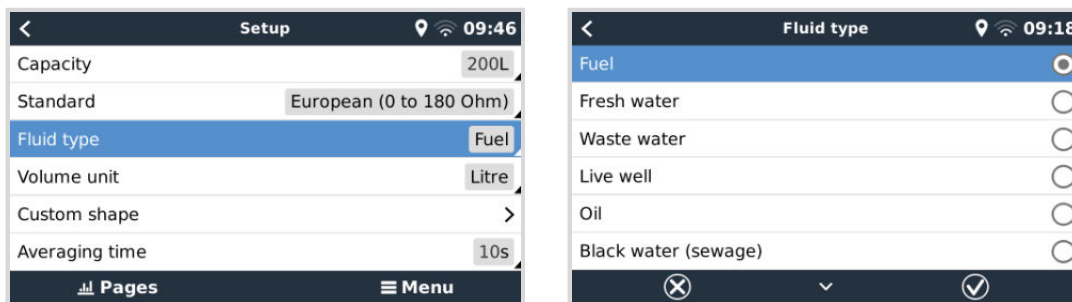 Setup 09:46
Capacity 200L
Standard European (0 to 180 Ohm)
Fluid type Fuel
Volume unit Litre
Custom shape
Averaging time 10s
Pages Menu
Fluid type 09:18
Fuel
Fresh water
Waste water
Live well
Oil
Black water (sewage)